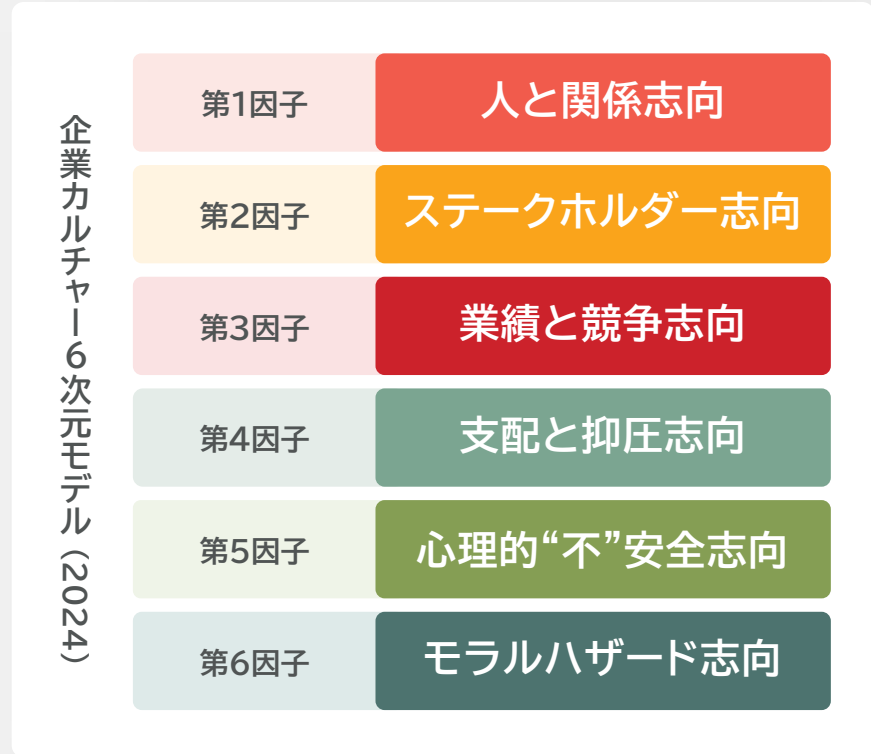 企業カルチャー6次元モデル（2024）
第1因子
人と関係志向
第2因子
ステークホルダー志向
第3因子
業績と競争志向
第4因子
支配と抑圧志向
第5因子
心理的“不”安全志向
第6因子
モラルハザード志向